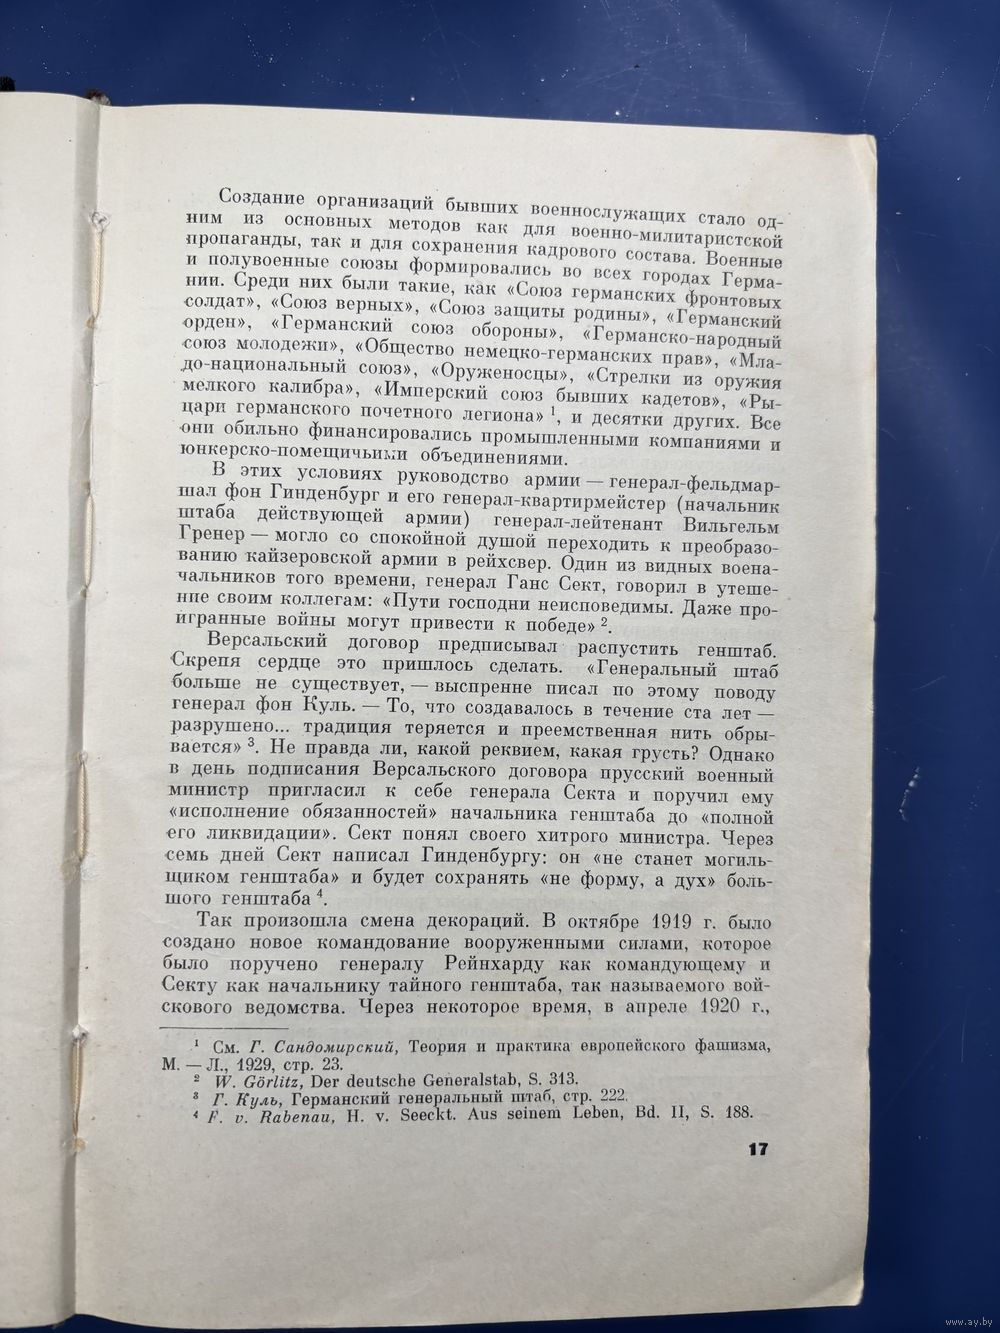 Создание организаций бывших военнослужащих стало од-
ним из основных методов как для военно-милитаристской
пропаганды, так и для сохранения кадрового состава. Военные
и полувоенные союзы формировались во всех городах Герма-
нии. Среди них были такие, как «Союз германских фронтовых
солдат», «Союз верных», «Союз защиты родины», «Германский
орден», «Германский союз обороны», «Германско-народный
союз молодежи», «Общество немецко-германских прав», «Мла-
до-национальный союз», «Оруженосцы», «Стрелки из оружия
мелкого калибра», «Имперский союз бывших кадетов», «Ры-
цари германского почетного легиона» ¹, и десятки других. Все
они обильно финансировались промышленными компаниями и
юнкерско-помещичьими объединениями.
В этих условиях руководство армии — генерал-фельдмар-
шал фон Гинденбург и его генерал-квартирмейстер (начальник
штаба действующей армии) генерал-лейтенант Вильгельм
Гренер — могло со спокойной душой переходить к преобразо-
ванию кайзеровской армии в рейхсвер. Один из видных воена-
чальников того времени, генерал Ганс Сект, говорил в утеше-
ние своим коллегам: «Пути господни неисповедимы. Даже про-
игранные войны могут привести к победе» ².
Версальский договор предписывал распустить генштаб.
Скрепя сердце это пришлось сделать. «Генеральный штаб
больше не существует, — выспренне писал по этому поводу
генерал фон Куль. — То, что создавалось в течение ста лет —
разрушено... традиция теряется и преемственная нить обры-
вается» ³. Не правда ли, какой реквием, какая грусть? Однако
в день подписания Версальского договора прусский военный
министр пригласил к себе генерала Секта и поручил ему
«исполнение обязанностей» начальника генштаба до «полной
его ликвидации». Сект понял своего хитрого министра. Через
семь дней Сект написал Гинденбургу: он «не станет могиль-
щиком генштаба» и будет сохранять «не форму, а дух» боль-
шого генштаба ⁴.
Так произошла смена декораций. В октябре 1919 г. было
создано новое командование вооруженными силами, которое
было поручено генералу Рейнхарду как командующему и
Секту как начальнику тайного генштаба, так называемого вой-
скового ведомства. Через некоторое время, в апреле 1920 г.,
¹ См. Г. Сандомирский, Теория и практика европейского фашизма,
М. — Л., 1929, стр. 23.
² W. Görlitz, Der deutsche Generalstab, S. 313.
³ Г. Куль, Германский генеральный штаб, стр. 222.
⁴ F. v. Rabenau, H. v. Seeckt. Aus seinem Leben, Bd. II, S. 188.
17
www.ay.by